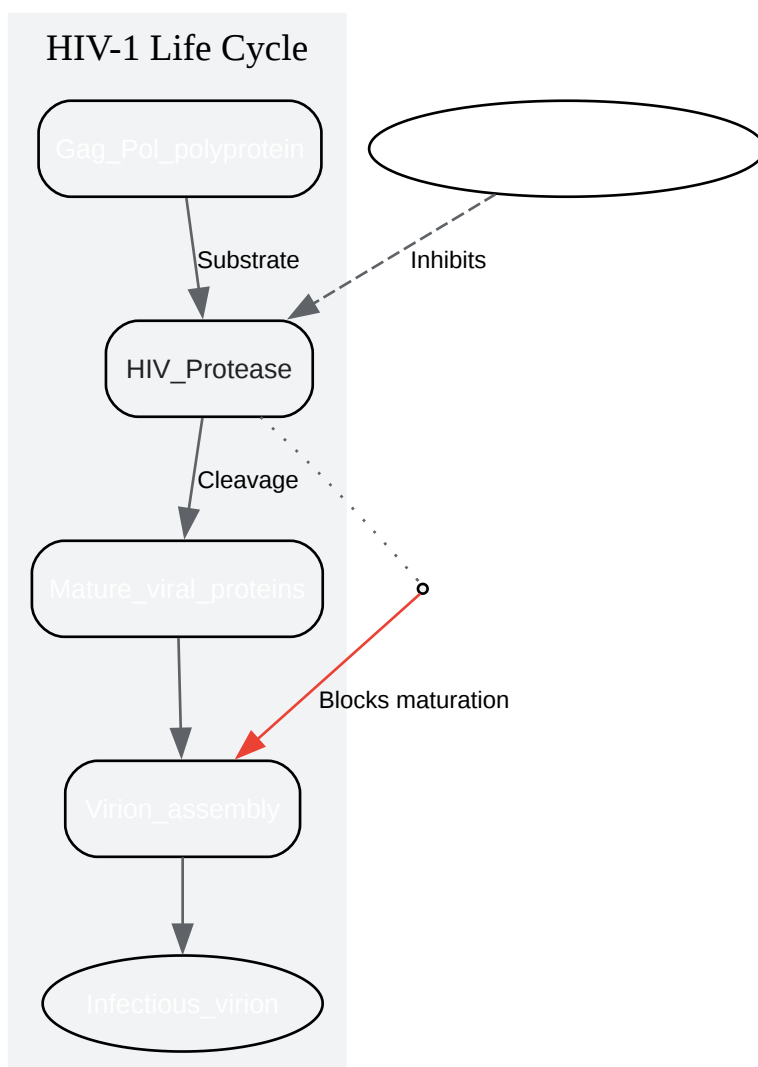 HIV-1 Life Cycle
Gag_Pol_polyprotein
Substrate
Inhibits
HIV_Protease
Cleavage
Mature_viral_proteins
Blocks maturation
Virion_assembly
Infectious_virion